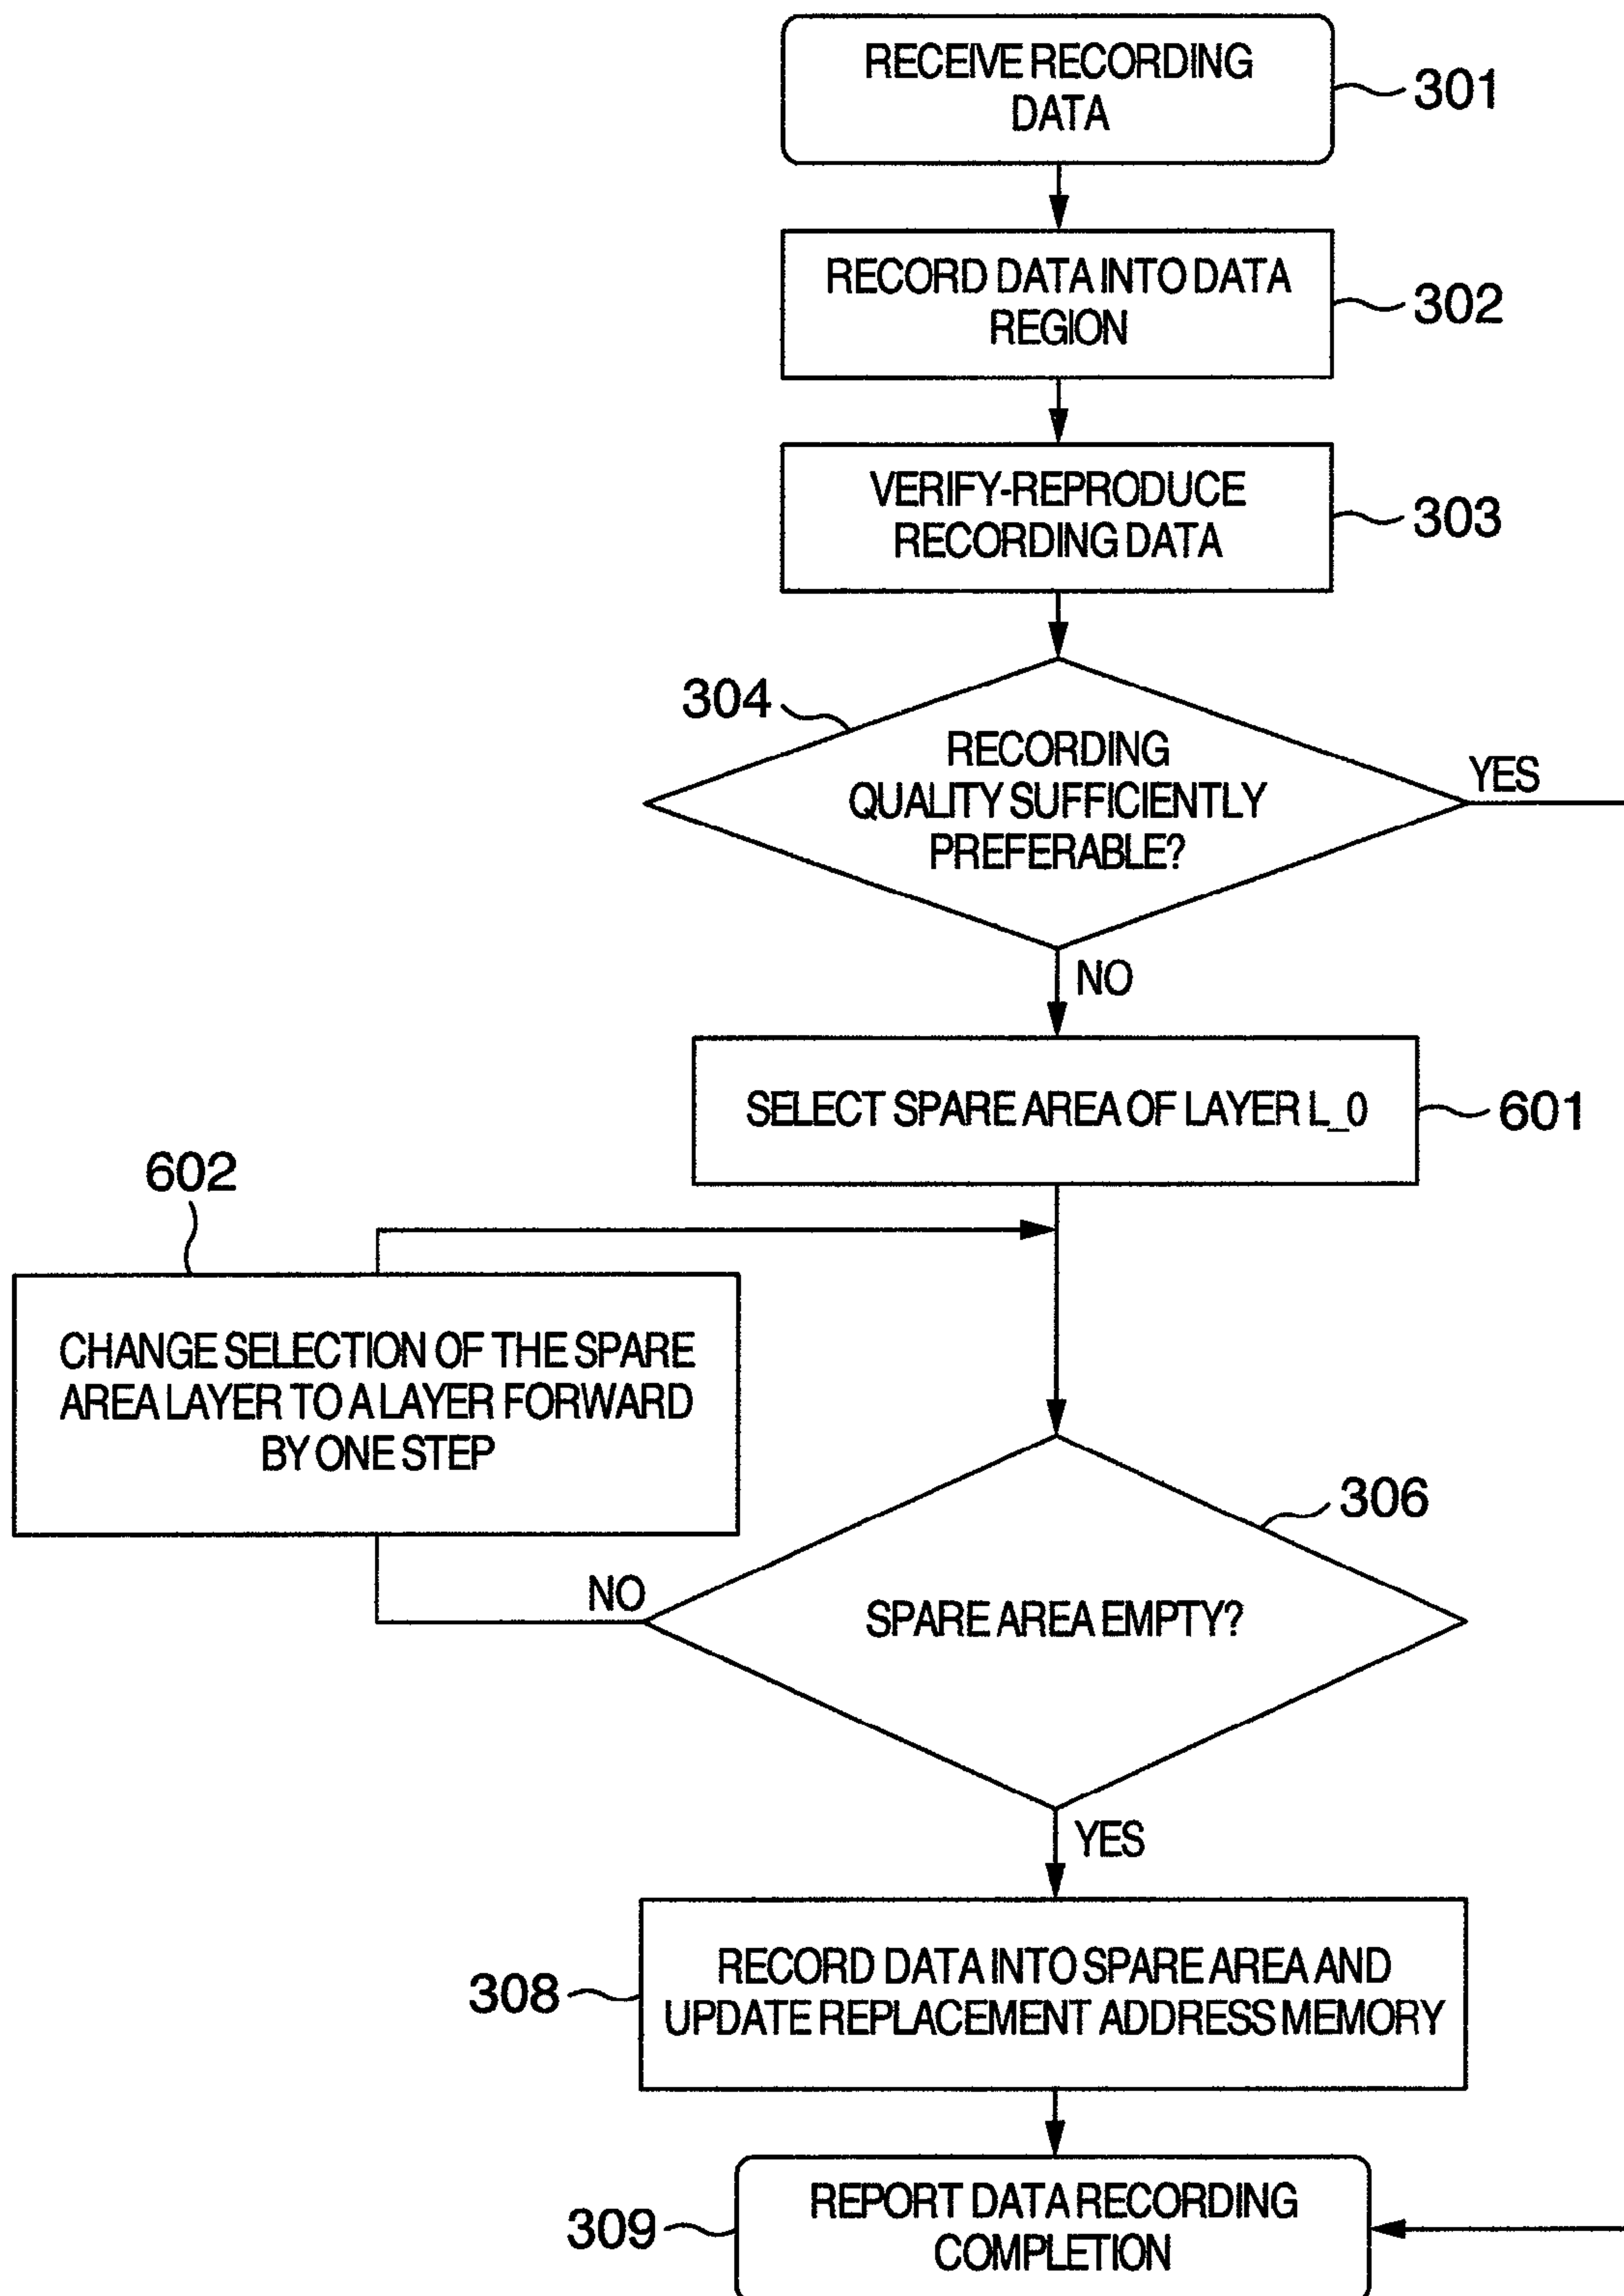 RECEIVE RECORDING
DATA
301
RECORD DATA INTO DATA
REGION
302
VERIFY-REPRODUCE
RECORDING DATA
303
304
RECORDING
QUALITY SUFFICIENTLY
PREFERABLE?
YES
NO
SELECT SPARE AREA OF LAYER L_0
601
602
CHANGE SELECTION OF THE SPARE
AREA LAYER TO A LAYER FORWARD
BY ONE STEP
306
NO
SPARE AREA EMPTY?
YES
308
RECORD DATA INTO SPARE AREA AND
UPDATE REPLACEMENT ADDRESS MEMORY
309
REPORT DATA RECORDING
COMPLETION